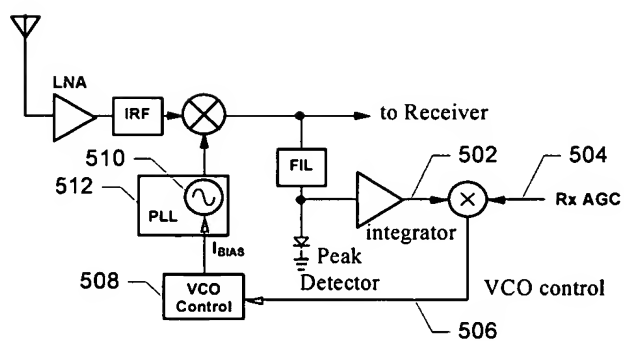 LNA
IRF
to Receiver
510
512
FIL
502
504
PLL
Rx AGC
integrator
IBIAS
Peak
Detector
508
VCO
Control
VCO control
506